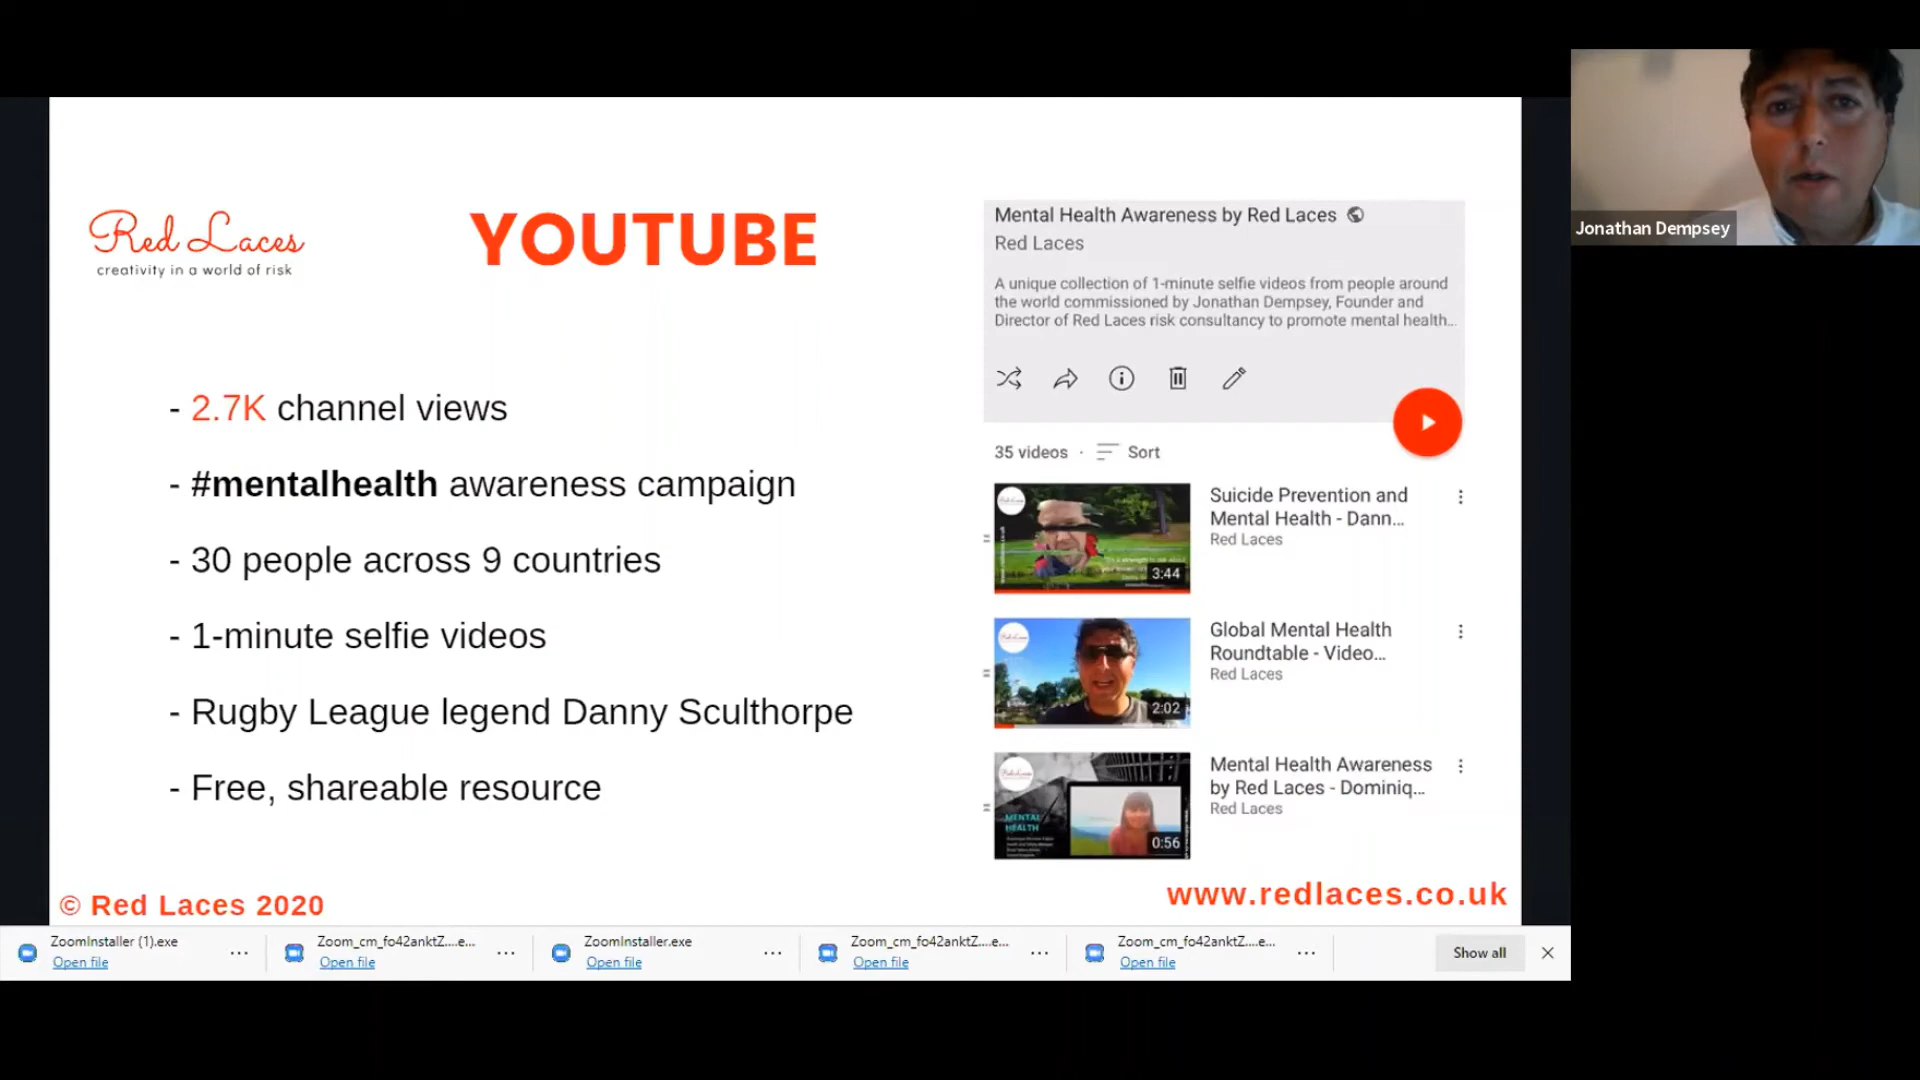 Red Laces
creativity in a world of risk
YOUTUBE
- 2.7K channel views
- #mentalhealth awareness campaign
- 30 people across 9 countries
- 1-minute selfie videos
- Rugby League legend Danny Sculthorpe
- Free, shareable resource
Mental Health Awareness by Red Laces
Red Laces
A unique collection of 1-minute selfie videos from people around
the world commissioned by Jonathan Dempsey, Founder and
Director of Red Laces risk consultancy to promote mental health...
35 videos · Sort
3:44
Suicide Prevention and
Mental Health - Dann...
Red Laces
2:02
Global Mental Health
Roundtable - Video...
Red Laces
MENTAL
HEALTH
0:56
Mental Health Awareness
by Red Laces - Dominiq...
Red Laces
© Red Laces 2020
www.redlaces.co.uk
Jonathan Dempsey
ZoomInstaller (1).exe
Open file
Zoom_cm_fo42anktZ....e...
Open file
ZoomInstaller.exe
Open file
Zoom_cm_fo42anktZ....e...
Open file
Zoom_cm_fo42anktZ....e...
Open file
Show all